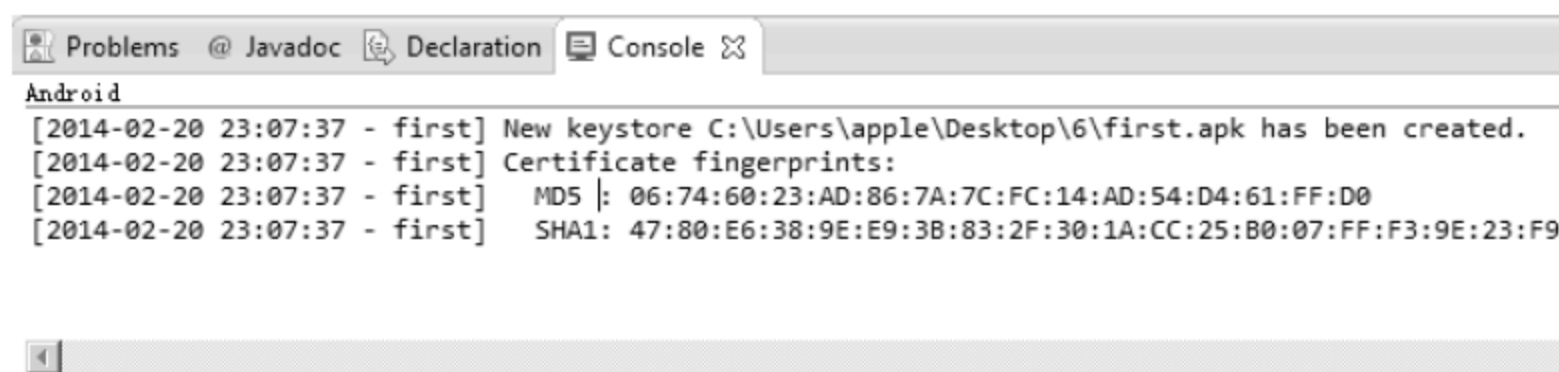 Problems @ Javadoc Declaration Console
Android
[2014-02-20 23:07:37 - first] New keystore C:\Users\apple\Desktop\6\first.apk has been created.
[2014-02-20 23:07:37 - first] Certificate fingerprints:
[2014-02-20 23:07:37 - first]   MD5 : 06:74:60:23:AD:86:7A:7C:FC:14:AD:54:D4:61:FF:D0
[2014-02-20 23:07:37 - first]   SHA1: 47:80:E6:38:9E:E9:3B:83:2F:30:1A:CC:25:B0:07:FF:F3:9E:23:F9